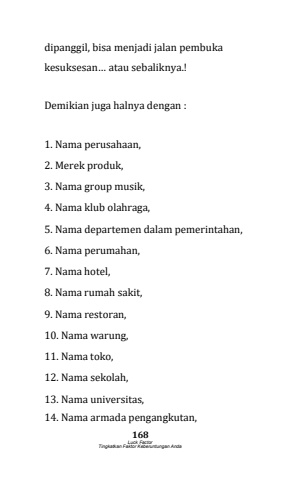 dipanggil, bisa menjadi jalan pembuka
kesuksesan… atau sebaliknya.!
Demikian juga halnya dengan :
1. Nama perusahaan,
2. Merek produk,
3. Nama group musik,
4. Nama klub olahraga,
5. Nama departemen dalam pemerintahan,
6. Nama perumahan,
7. Nama hotel,
8. Nama rumah sakit,
9. Nama restoran,
10. Nama warung,
11. Nama toko,
12. Nama sekolah,
13. Nama universitas,
14. Nama armada pengangkutan,
168
Luck Factor
Tingkatkan Faktor Keberuntungan Anda